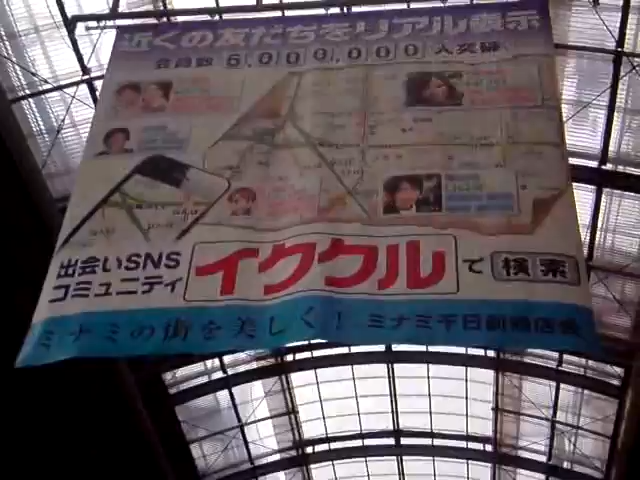 近くの友だちをリアル表示
会員数 6,000,000人突破
出会いSNS
コミュニティ
イククル で 検索
ミナミの街を美しく! ミナミ千日前商店会